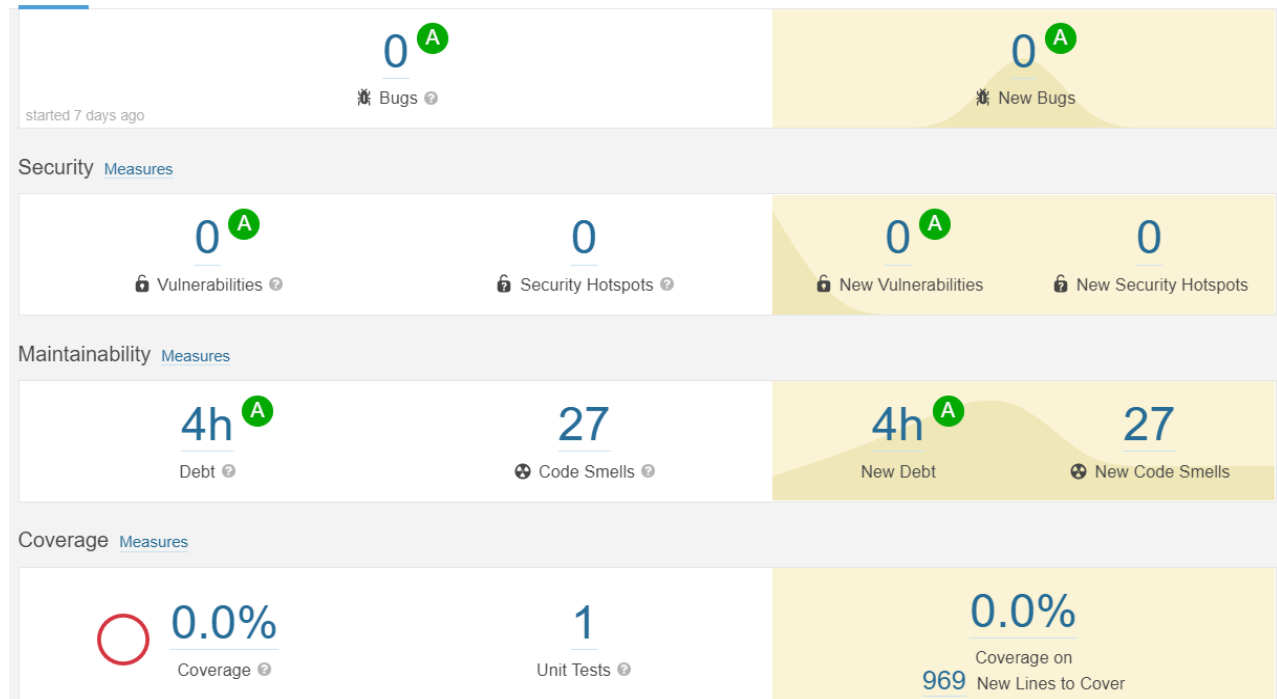 0 A
0 A
Bugs ?
New Bugs
started 7 days ago
Security Measures
0 A
0
0 A
0
Vulnerabilities ?
Security Hotspots ?
New Vulnerabilities
New Security Hotspots
Maintainability Measures
4h A
27
4h A
27
Debt ?
Code Smells ?
New Debt
New Code Smells
Coverage Measures
0.0%
1
0.0%
Coverage ?
Unit Tests ?
Coverage on
969 New Lines to Cover